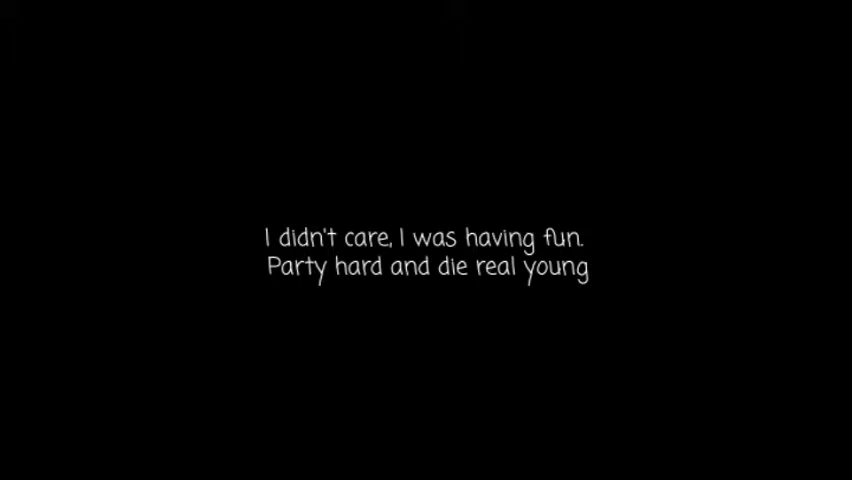 I didn't care, I was having fun.
Party hard and die real young